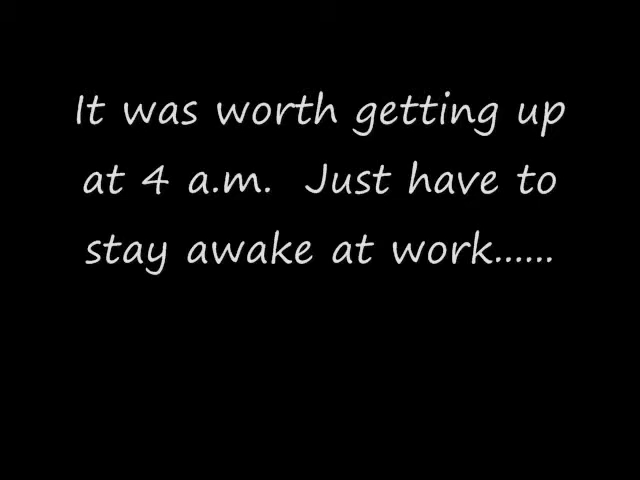 It was worth getting up
at 4 a.m.  Just have to
stay awake at work......